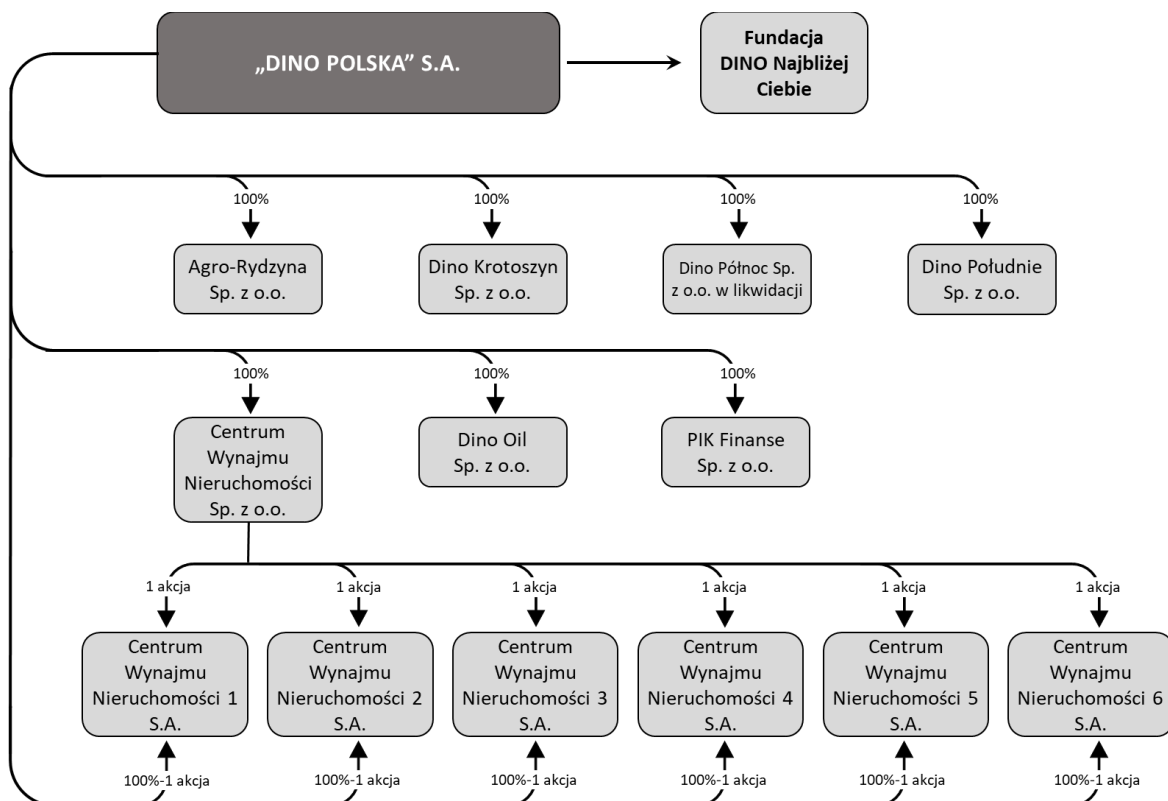 „DINO POLSKA” S.A.
Fundacja
DINO Najbliżej
Ciebie
100%
100%
100%
100%
Agro-Rydzyna
Sp. z o.o.
Dino Krotoszyn
Sp. z o.o.
Dino Północ Sp.
z o.o. w likwidacji
Dino Południe
Sp. z o.o.
100%
100%
100%
Centrum
Wynajmu
Nieruchomości
Sp. z o.o.
Dino Oil
Sp. z o.o.
PIK Finanse
Sp. z o.o.
1 akcja
1 akcja
1 akcja
1 akcja
1 akcja
1 akcja
Centrum
Wynajmu
Nieruchomości 1
S.A.
Centrum
Wynajmu
Nieruchomości 2
S.A.
Centrum
Wynajmu
Nieruchomości 3
S.A.
Centrum
Wynajmu
Nieruchomości 4
S.A.
Centrum
Wynajmu
Nieruchomości 5
S.A.
Centrum
Wynajmu
Nieruchomości 6
S.A.
100%-1 akcja
100%-1 akcja
100%-1 akcja
100%-1 akcja
100%-1 akcja
100%-1 akcja